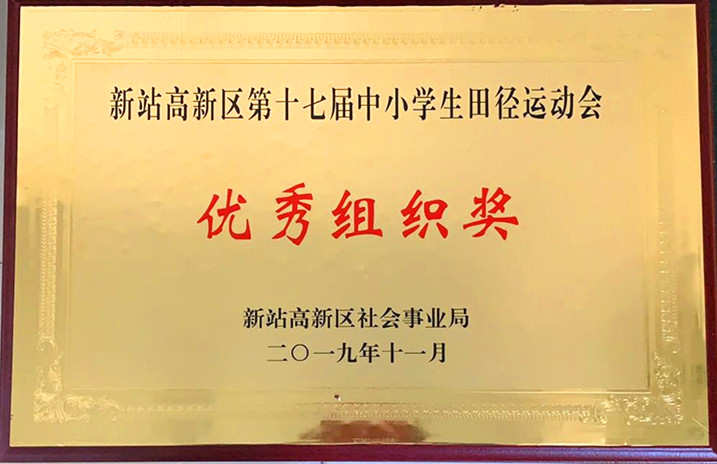 新站高新区第十七届中小学生田径运动会
优秀组织奖
新站高新区社会事业局
二〇一九年十一月